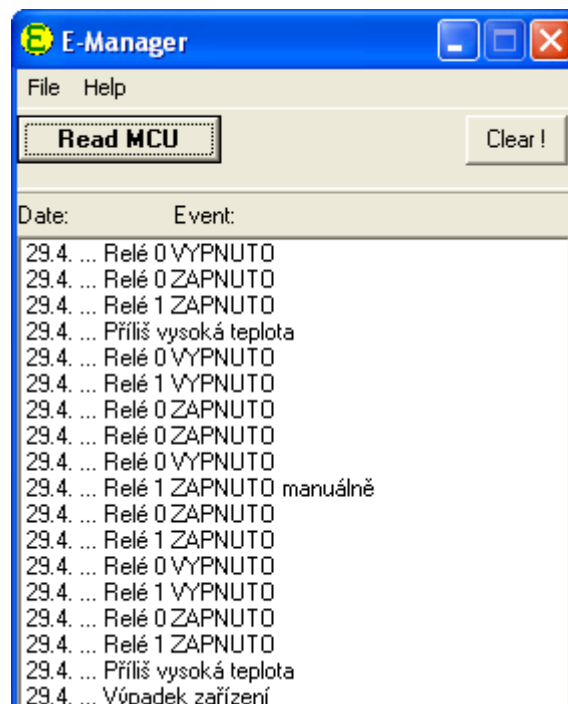 E-Manager
File Help
Read MCU Clear !
Date: Event:
29.4. ... Relé 0 VYPNUTO
29.4. ... Relé 0 ZAPNUTO
29.4. ... Relé 1 ZAPNUTO
29.4. ... Příliš vysoká teplota
29.4. ... Relé 0 VYPNUTO
29.4. ... Relé 1 VYPNUTO
29.4. ... Relé 0 ZAPNUTO
29.4. ... Relé 0 ZAPNUTO
29.4. ... Relé 0 VYPNUTO
29.4. ... Relé 1 ZAPNUTO manuálně
29.4. ... Relé 0 ZAPNUTO
29.4. ... Relé 1 ZAPNUTO
29.4. ... Relé 0 VYPNUTO
29.4. ... Relé 1 VYPNUTO
29.4. ... Relé 0 ZAPNUTO
29.4. ... Relé 1 ZAPNUTO
29.4. ... Příliš vysoká teplota
29.4. ... Výpadek zařízení